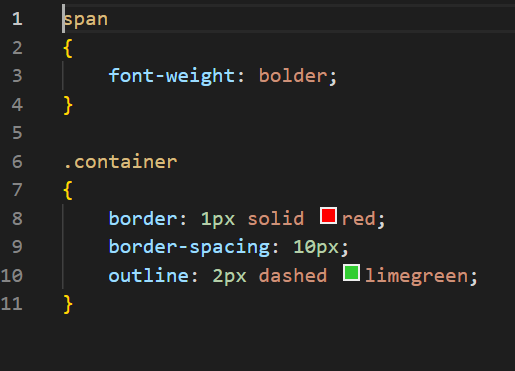 1 span
2 {
3 font-weight: bolder;
4 }
5
6 .container
7 {
8 border: 1px solid red;
9 border-spacing: 10px;
10 outline: 2px dashed limegreen;
11 }